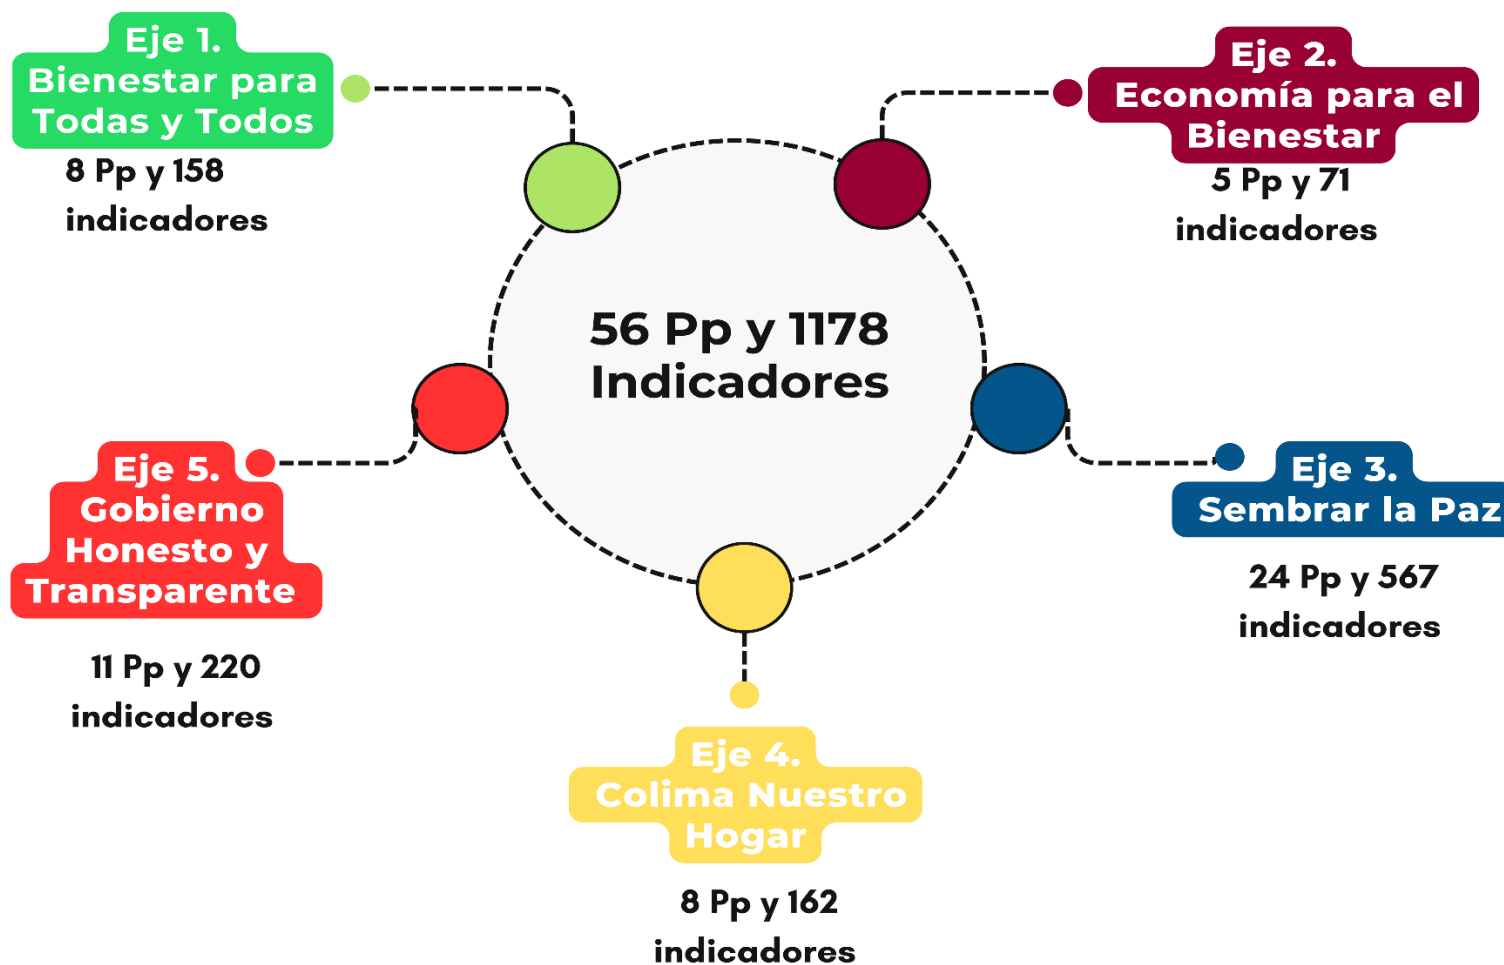 Eje 1.
Bienestar para
Todas y Todos
8 Pp y 158
indicadores
Eje 2.
Economía para el
Bienestar
5 Pp y 71
indicadores
56 Pp y 1178
Indicadores
Eje 5.
Gobierno
Honesto y
Transparente
11 Pp y 220
indicadores
Eje 3.
Sembrar la Paz
24 Pp y 567
indicadores
Eje 4.
Colima Nuestro
Hogar
8 Pp y 162
indicadores